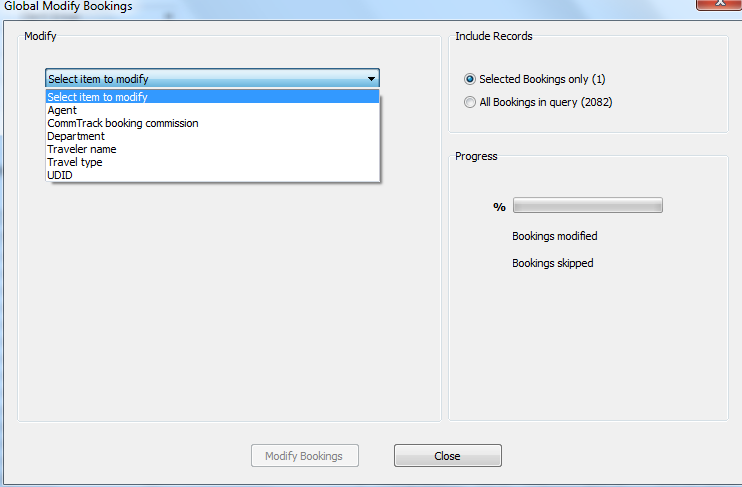 Global Modify Bookings
X
Modify
Select item to modify
Select item to modify
Agent
CommTrack booking commission
Department
Traveler name
Travel type
UDID
Include Records
Selected Bookings only (1)
All Bookings in query (2082)
Progress
%
Bookings modified
Bookings skipped
Modify Bookings
Close